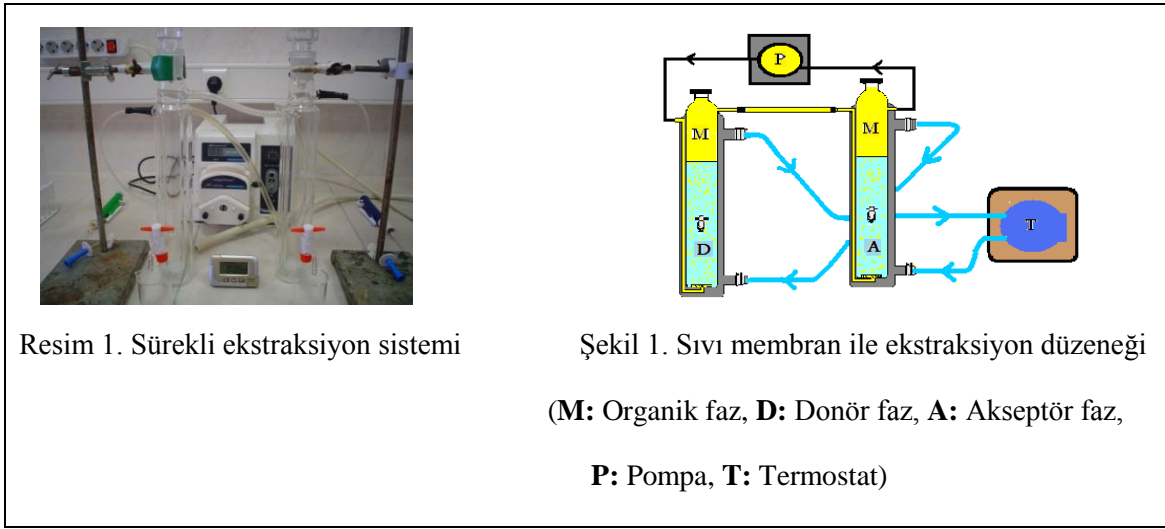 P
M
M
D
A
T
Resim 1. Sürekli ekstraksiyon sistemi
Şekil 1. Sıvı membran ile ekstraksiyon düzeneği
(M: Organik faz, D: Donör faz, A: Akseptör faz,
P: Pompa, T: Termostat)